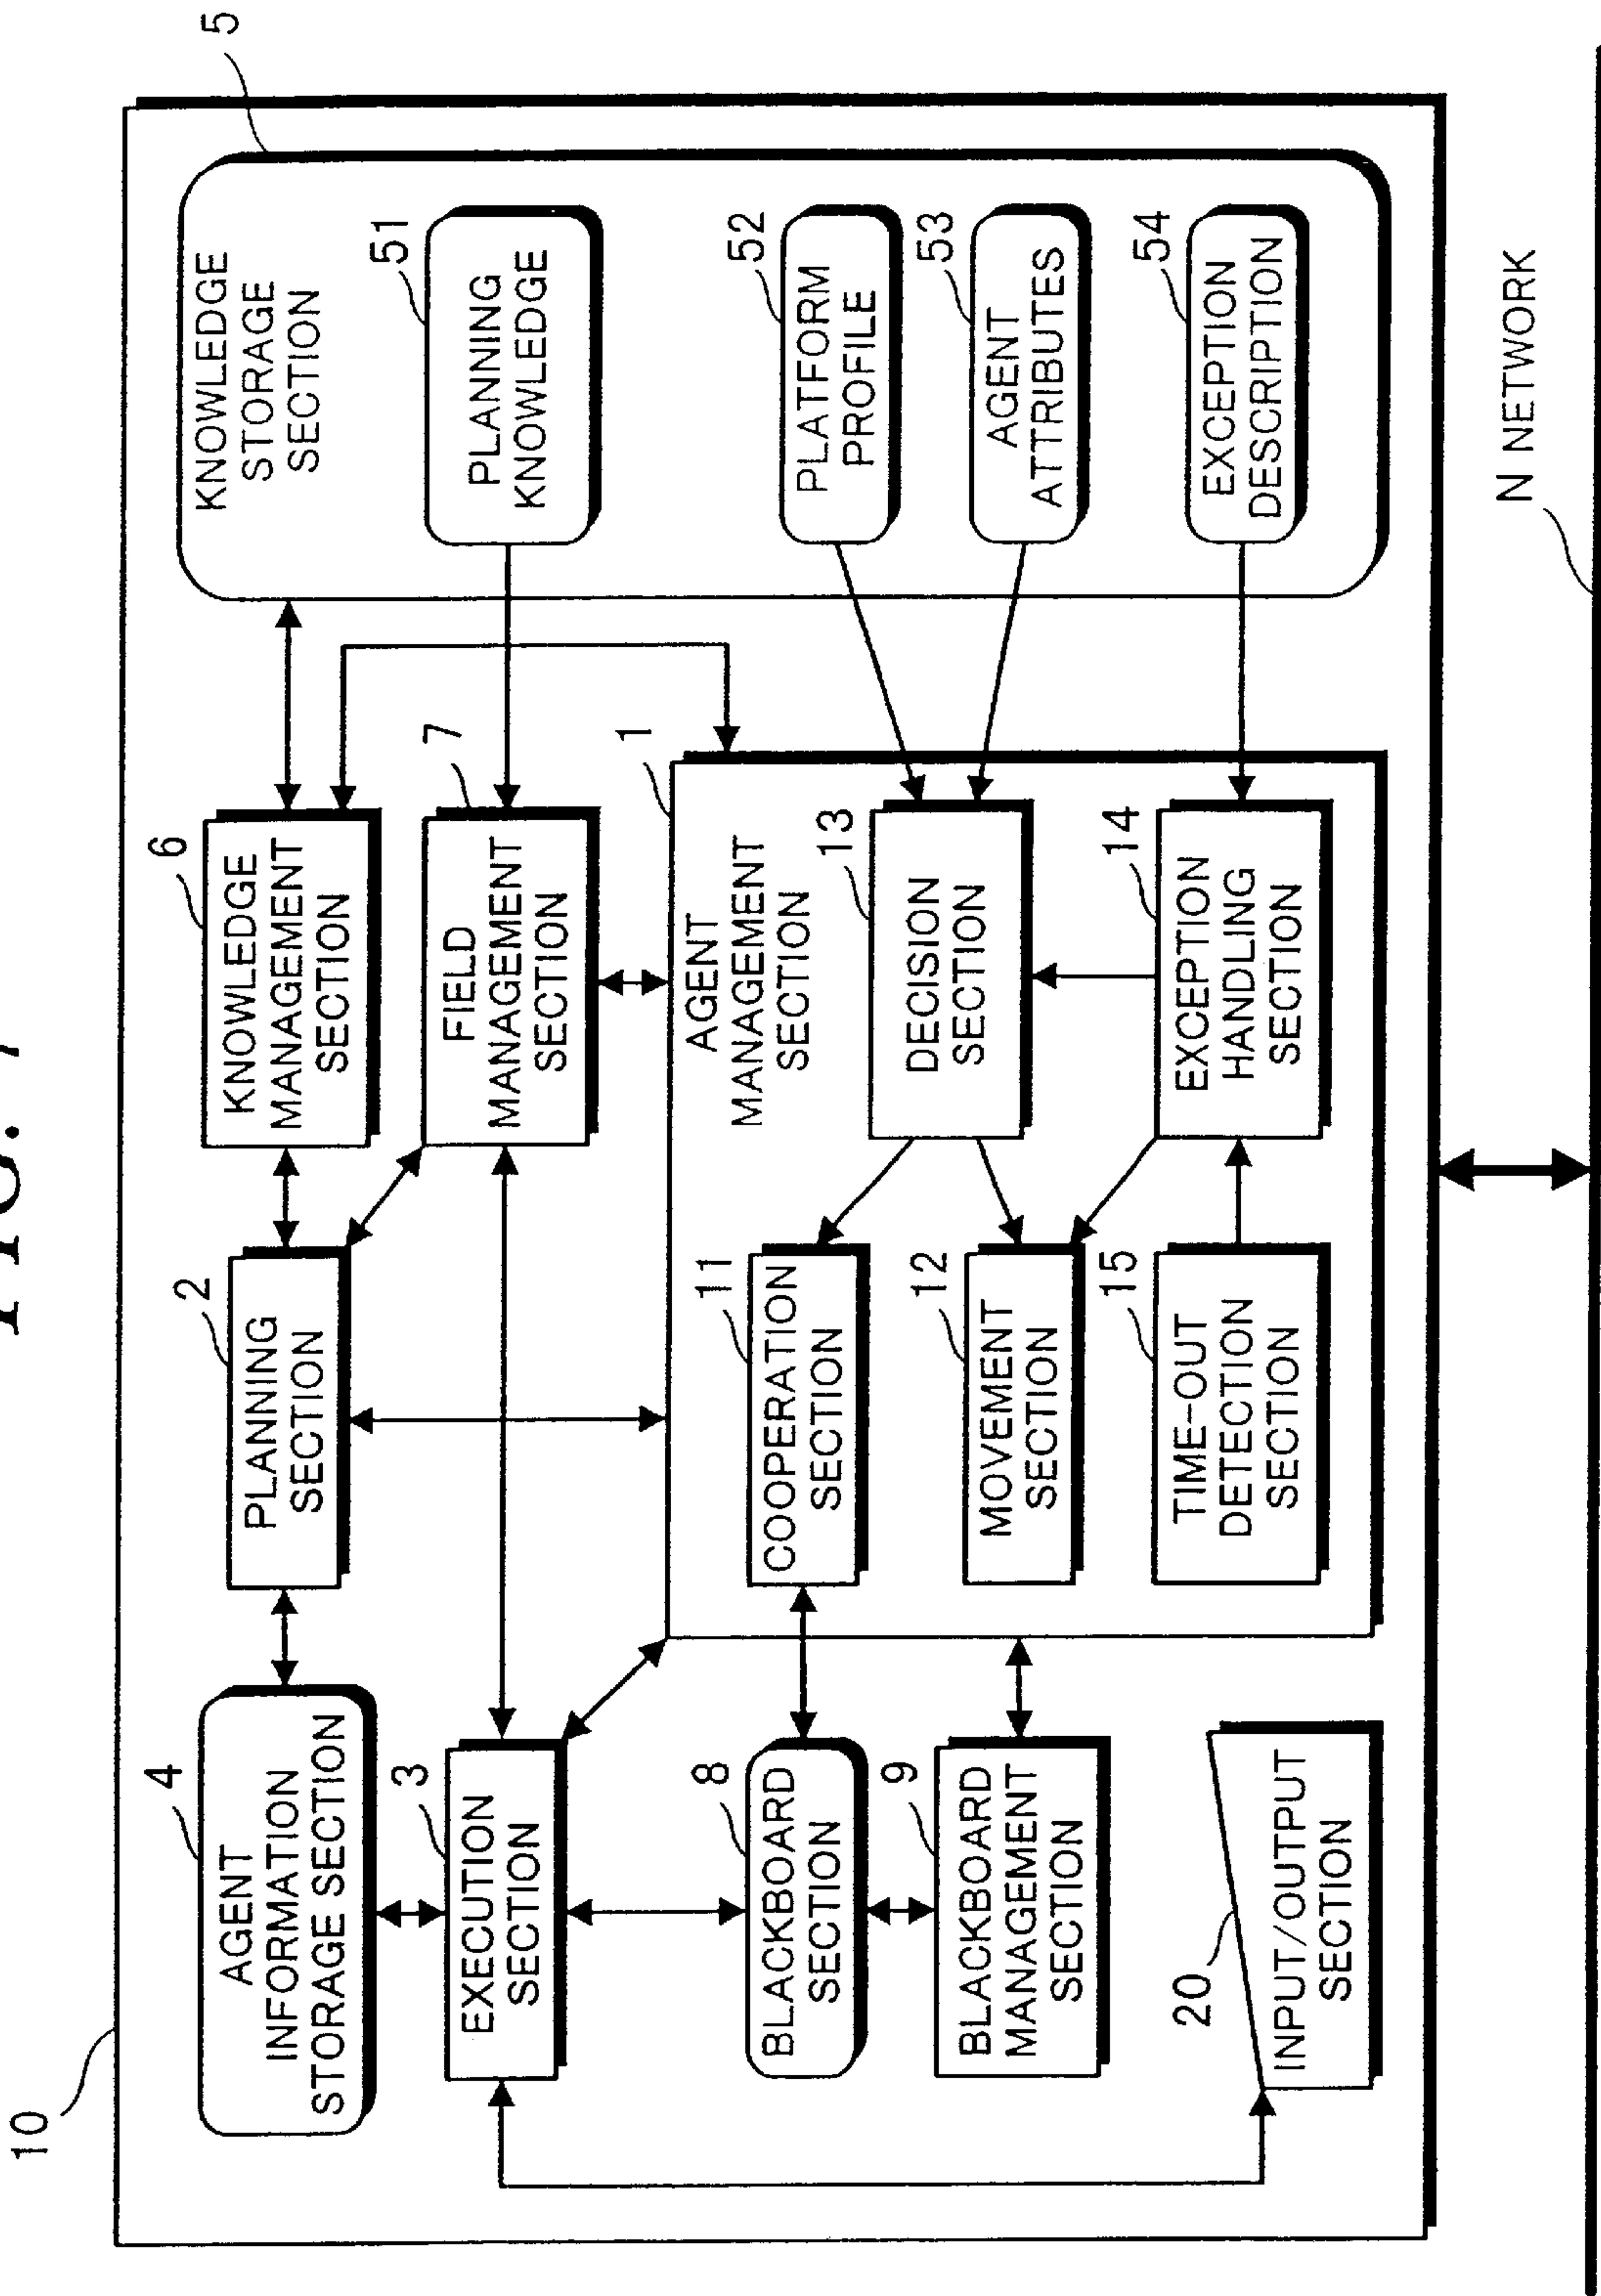 10
4
AGENT
INFORMATION
STORAGE SECTION
2
PLANNING
SECTION
6
KNOWLEDGE
MANAGEMENT
SECTION
KNOWLEDGE
STORAGE
SECTION
5
3
EXECUTION
SECTION
7
FIELD
MANAGEMENT
SECTION
51
PLANNING
KNOWLEDGE
1
AGENT
MANAGEMENT
SECTION
8
BLACKBOARD
SECTION
11
COOPERATION
SECTION
13
DECISION
SECTION
52
PLATFORM
PROFILE
9
BLACKBOARD
MANAGEMENT
SECTION
12
MOVEMENT
SECTION
53
AGENT
ATTRIBUTES
20
INPUT/OUTPUT
SECTION
15
TIME-OUT
DETECTION
SECTION
14
EXCEPTION
HANDLING
SECTION
54
EXCEPTION
DESCRIPTION
N NETWORK